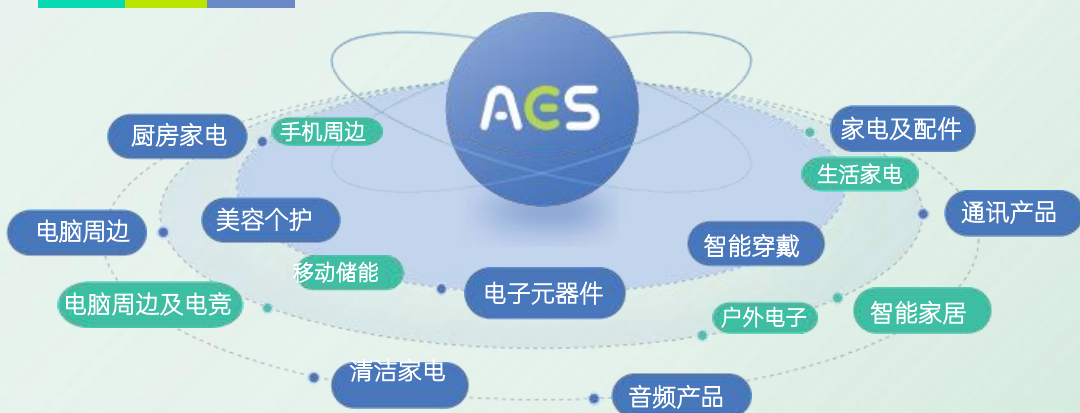 AES
厨房家电
手机周边
家电及配件
生活家电
电脑周边
美容个护
通讯产品
智能穿戴
移动储能
电子元器件
电脑周边及电竞
户外电子
智能家居
清洁家电
音频产品